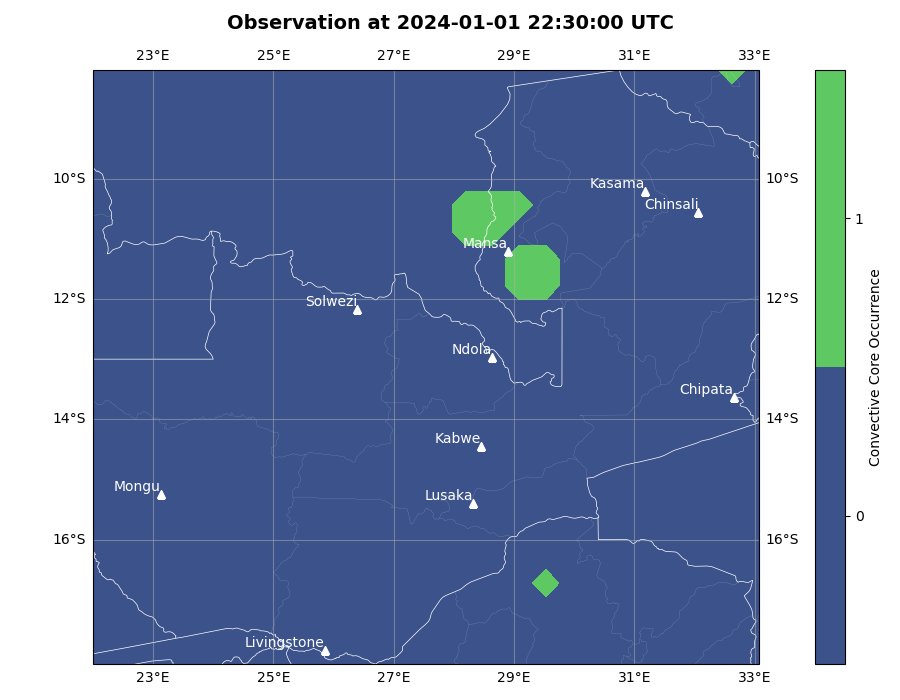 Observation at 2024-01-01 22:30:00 UTC
23°E 25°E 27°E 29°E 31°E 33°E
10°S 10°S
Kasama
Chinsali
Mansa
12°S 12°S
Solwezi
Ndola
Chipata
14°S 14°S
Kabwe
Mongu
Lusaka
16°S 16°S
Livingstone
23°E 25°E 27°E 29°E 31°E 33°E
1
0
Convective Core Occurrence